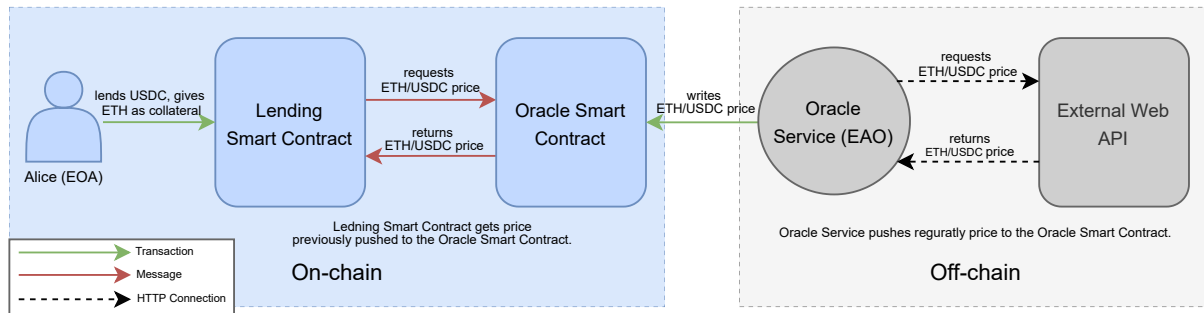 lends USDC, gives
ETH as collateral
Alice (EOA)
Lending
Smart Contract
requests
ETH/USDC price
returns
ETH/USDC price
Oracle Smart
Contract
writes
ETH/USDC price
Oracle
Service (EAO)
requests
ETH/USDC price
returns
ETH/USDC price
External Web
API
Ledning Smart Contract gets price
previously pushed to the Oracle Smart Contract.
Oracle Service pushes reguratly price to the Oracle Smart Contract.
Transaction
Message
HTTP Connection
On-chain
Off-chain